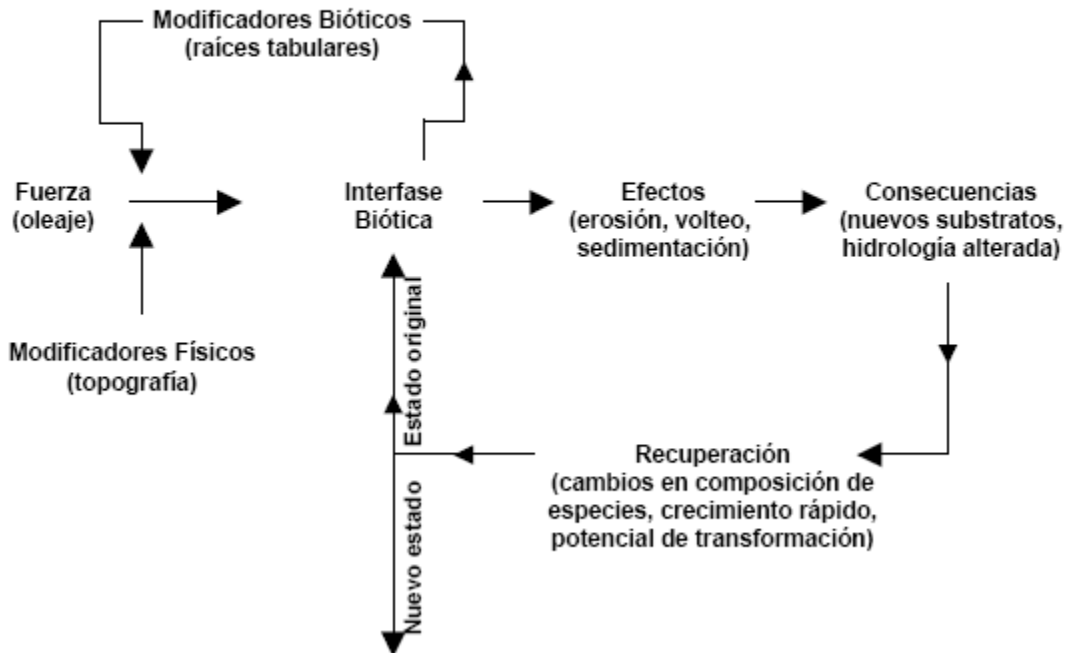 Modificadores Bióticos
(raíces tabulares)
Fuerza
(oleaje)
Interfase
Biótica
Efectos
(erosión, volteo,
sedimentación)
Consecuencias
(nuevos substratos,
hidrología alterada)
Modificadores Físicos
(topografía)
Estado original
Nuevo estado
Recuperación
(cambios en composición de
especies, crecimiento rápido,
potencial de transformación)